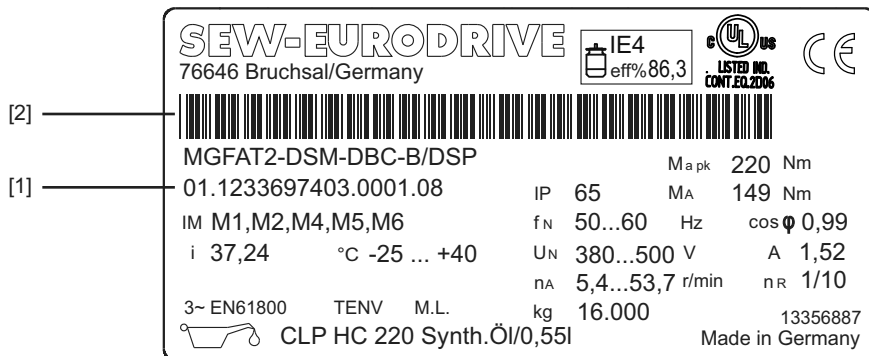 SEW-EURODRIVE
76646 Bruchsal/Germany
IE4
eff% 86,3
C UL US
LISTED IND.
CONT.EQ.2D06
CE
[2]
MGFAT2-DSM-DBC-B/DSP
Ma pk 220 Nm
[1] 01.1233697403.0001.08 IP 65 MA 149 Nm
IM M1,M2,M4,M5,M6 fN 50...60 Hz cos φ 0,99
i 37,24 °C -25 ... +40 UN 380...500 V A 1,52
nA 5,4...53,7 r/min nR 1/10
3~ EN61800 TENV M.L. kg 16.000 13356887
CLP HC 220 Synth.Öl/0,55l Made in Germany